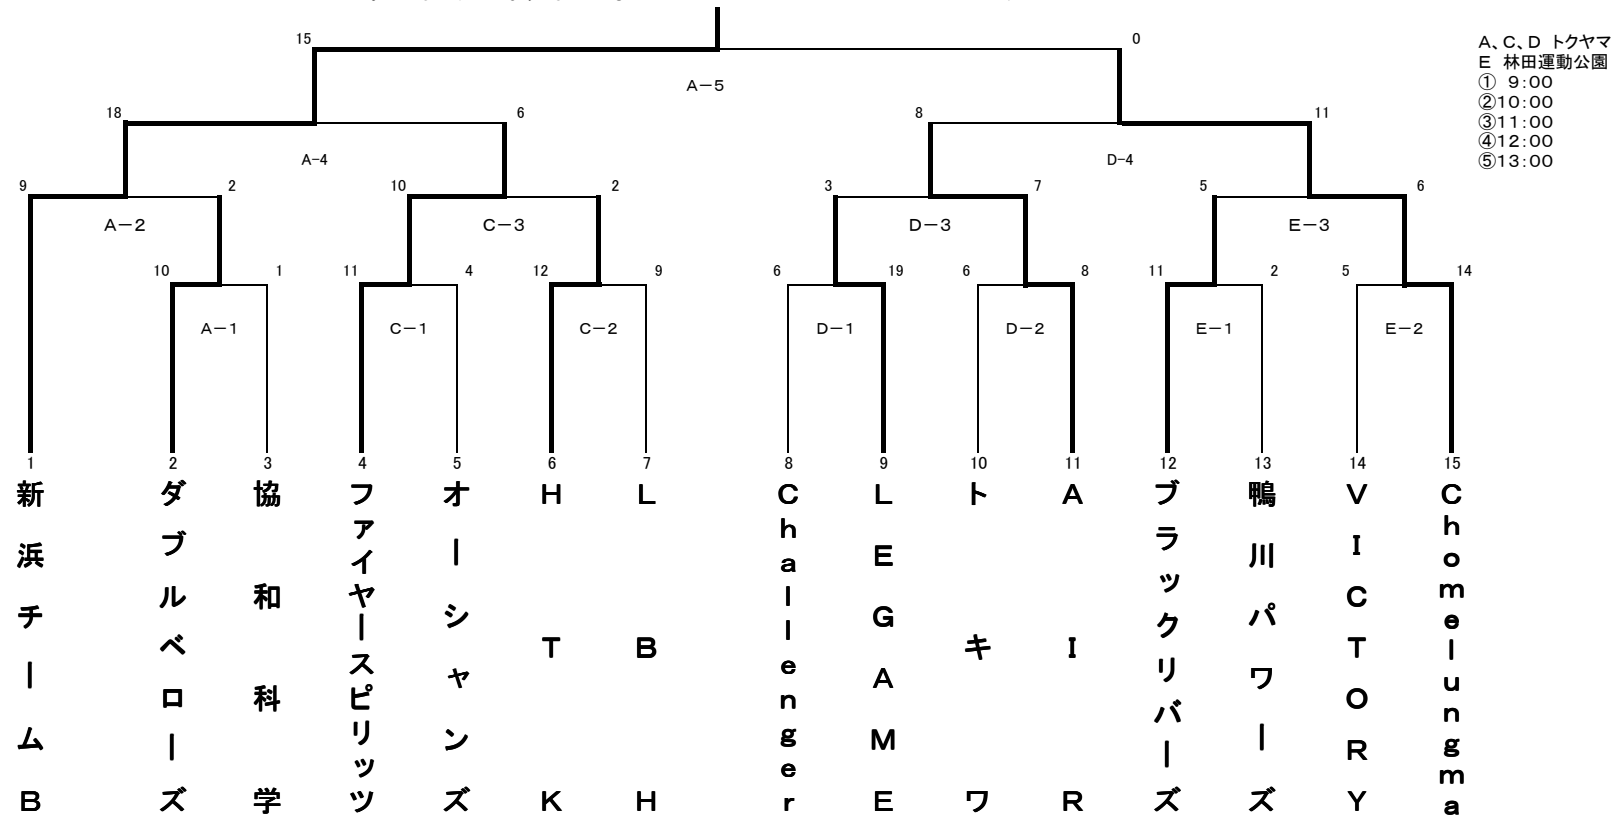 15
0
A、C、D トクヤマ
E 林田運動公園
① 9:00
②10:00
③11:00
④12:00
⑤13:00
A－5
18
6
8
11
A-4
D-4
9
2
10
2
3
7
5
6
A－2
C－3
D－3
E－3
10
1
11
4
12
9
6
19
6
8
11
2
5
14
A－1
C－1
C－2
D－1
D－2
E－1
E－2
1
2
3
4
5
6
7
8
9
10
11
12
13
14
15
新浜チームB
ダブルベローズ
協和科学
ファイヤースピリッツ
オーシャンズ
HTK
LBH
Challenger
LEGAME
トキワ
AIR
ブラックリバーズ
鴨川パワーズ
VICTORY
Chomelungma